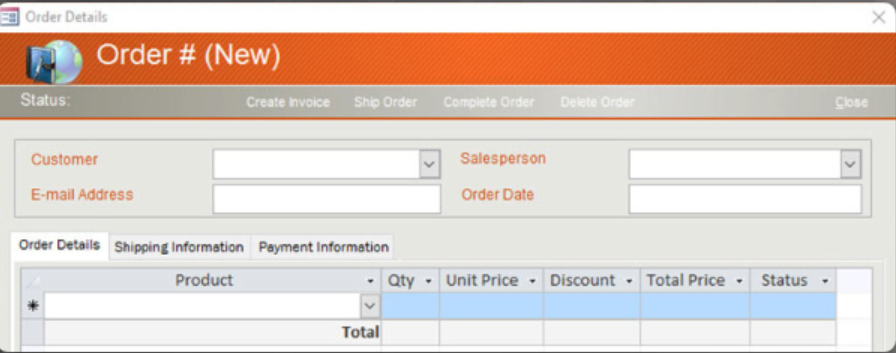 Order Details
Order # (New)
Status: Create Invoice Ship Order Complete Order Delete Order Close
Customer Salesperson
E-mail Address Order Date
Order Details Shipping Information Payment Information
Product Qty Unit Price Discount Total Price Status
Total